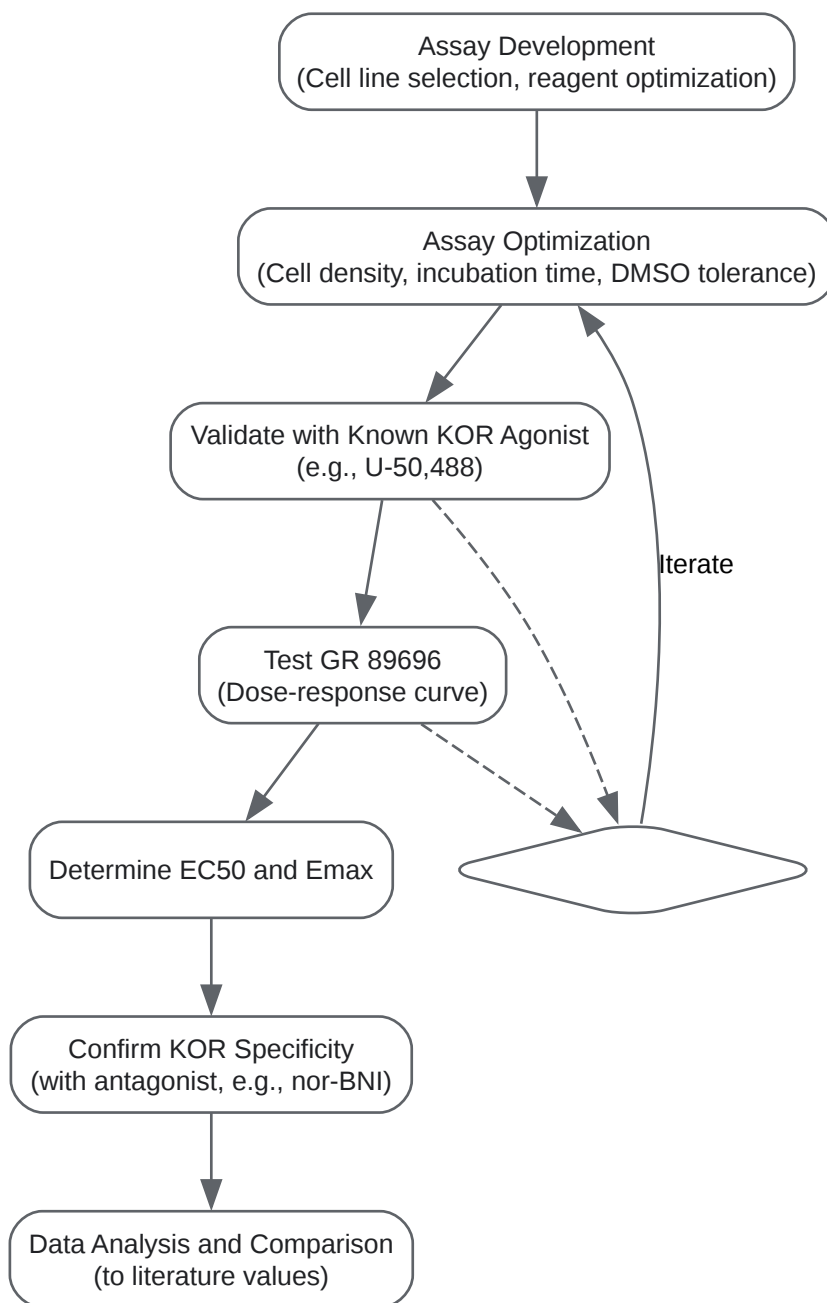 Assay Development
(Cell line selection, reagent optimization)
Assay Optimization
(Cell density, incubation time, DMSO tolerance)
Validate with Known KOR Agonist
(e.g., U-50,488)
Iterate
Test GR 89696
(Dose-response curve)
Determine EC50 and Emax
Confirm KOR Specificity
(with antagonist, e.g., nor-BNI)
Data Analysis and Comparison
(to literature values)